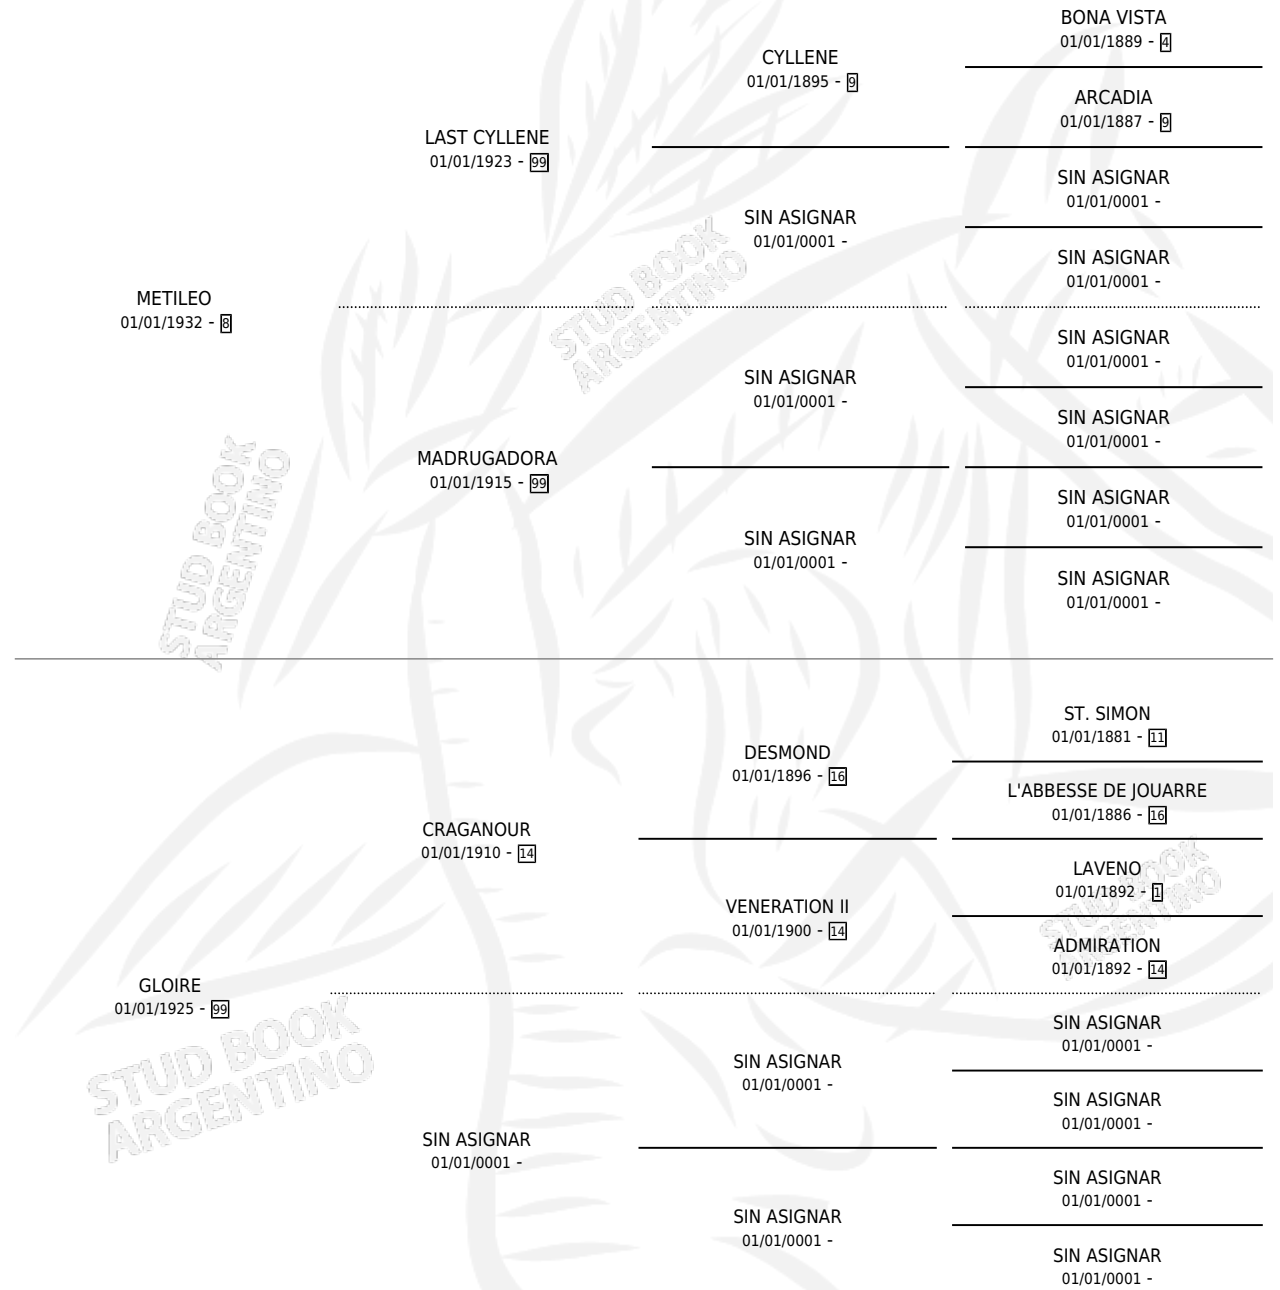 BONA VISTA
01/01/1889 - 4
CYLLENE
01/01/1895 - 9
ARCADIA
01/01/1887 - 9
LAST CYLLENE
01/01/1923 - 99
SIN ASIGNAR
01/01/0001 -
SIN ASIGNAR
01/01/0001 -
SIN ASIGNAR
01/01/0001 -
METILEO
01/01/1932 - 8
SIN ASIGNAR
01/01/0001 -
SIN ASIGNAR
01/01/0001 -
SIN ASIGNAR
01/01/0001 -
MADRUGADORA
01/01/1915 - 99
SIN ASIGNAR
01/01/0001 -
SIN ASIGNAR
01/01/0001 -
SIN ASIGNAR
01/01/0001 -
STUD BOOK
ARGENTINO
STUD BOOK
ARGENTINO
ST. SIMON
01/01/1881 - 11
DESMOND
01/01/1896 - 16
L'ABBESSE DE JOUARRE
01/01/1886 - 16
CRAGANOUR
01/01/1910 - 14
LAVENO
01/01/1892 - 1
VENERATION II
01/01/1900 - 14
ADMIRATION
01/01/1892 - 14
GLOIRE
01/01/1925 - 99
SIN ASIGNAR
01/01/0001 -
SIN ASIGNAR
01/01/0001 -
SIN ASIGNAR
01/01/0001 -
SIN ASIGNAR
01/01/0001 -
SIN ASIGNAR
01/01/0001 -
SIN ASIGNAR
01/01/0001 -
SIN ASIGNAR
01/01/0001 -
STUD BOOK
ARGENTINO
STUD BOOK
ARGENTINO